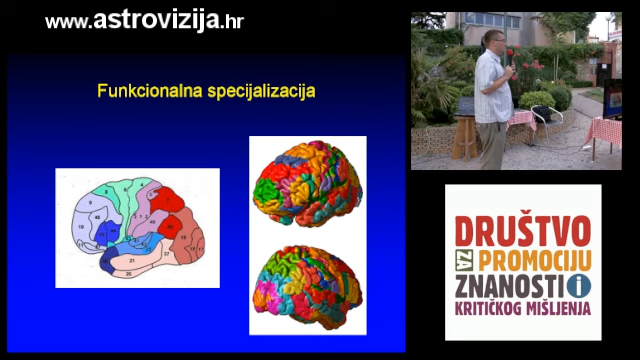 www.astrovizija.hr
Funkcionalna specijalizacija
DRUŠTVO
ZA PROMOCIJU
ZNANOSTI i
KRITIČKOG MIŠLJENJA